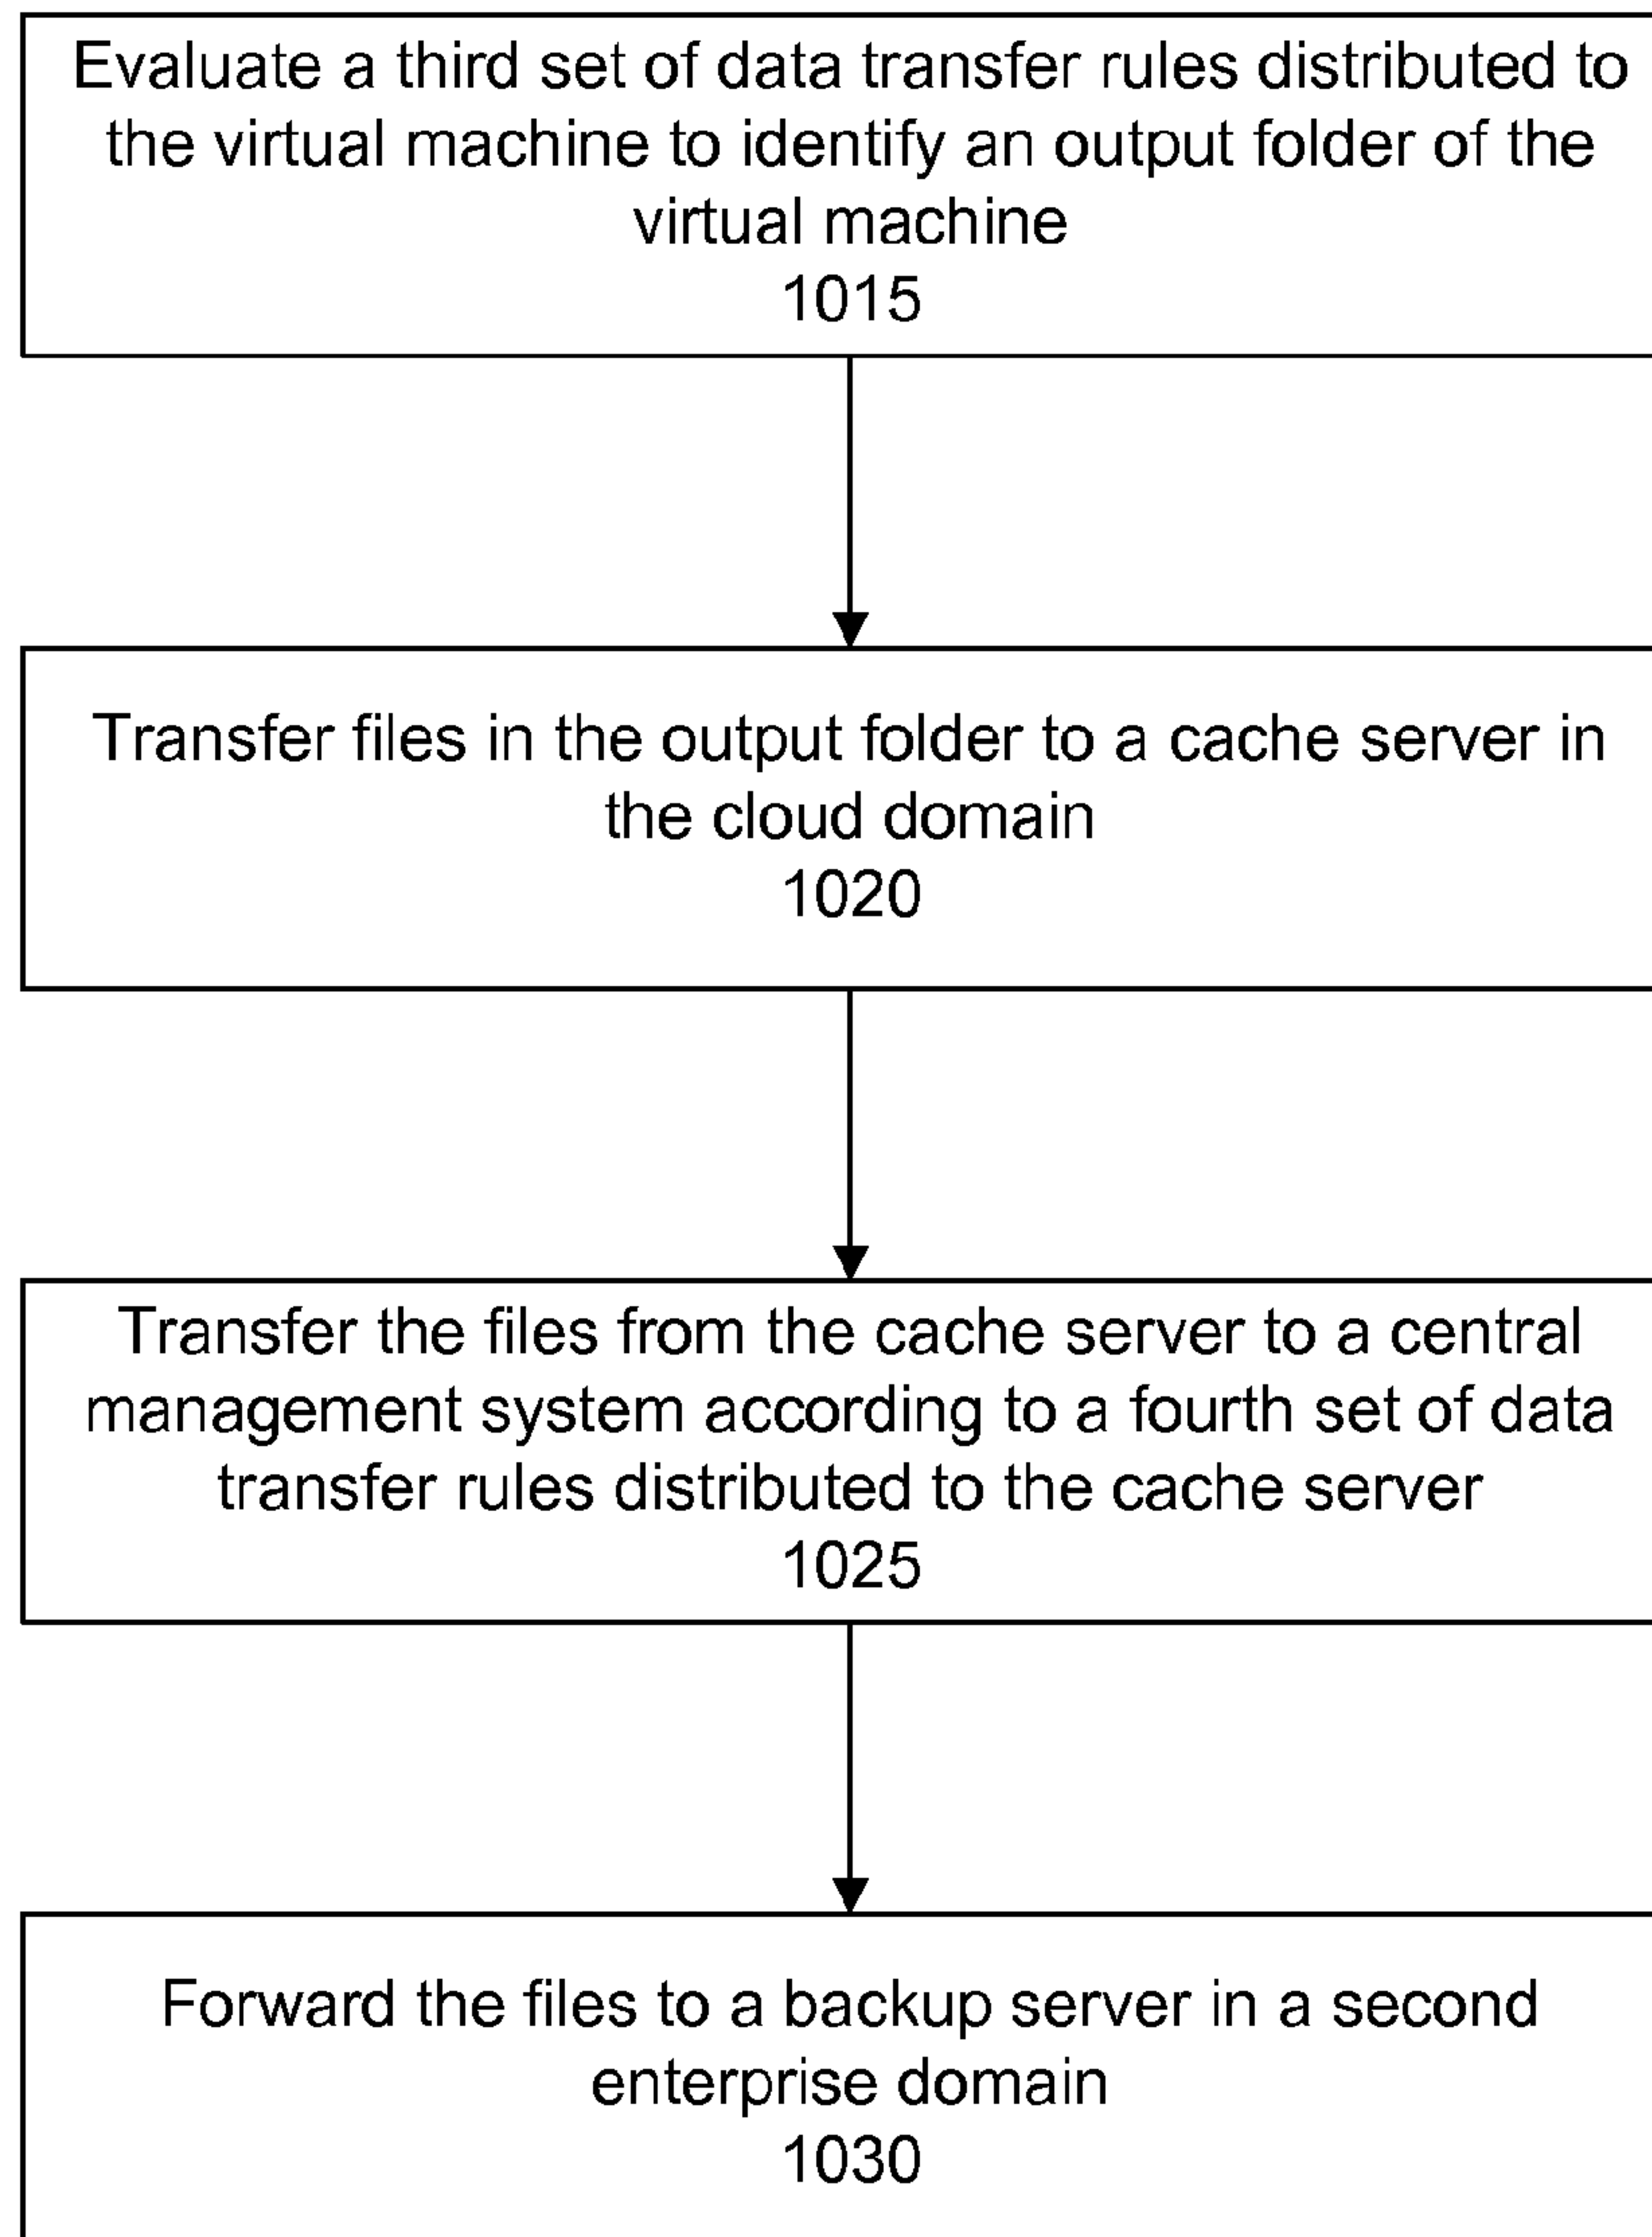 Evaluate a third set of data transfer rules distributed to
the virtual machine to identify an output folder of the
virtual machine
1015
Transfer files in the output folder to a cache server in
the cloud domain
1020
Transfer the files from the cache server to a central
management system according to a fourth set of data
transfer rules distributed to the cache server
1025
Forward the files to a backup server in a second
enterprise domain
1030